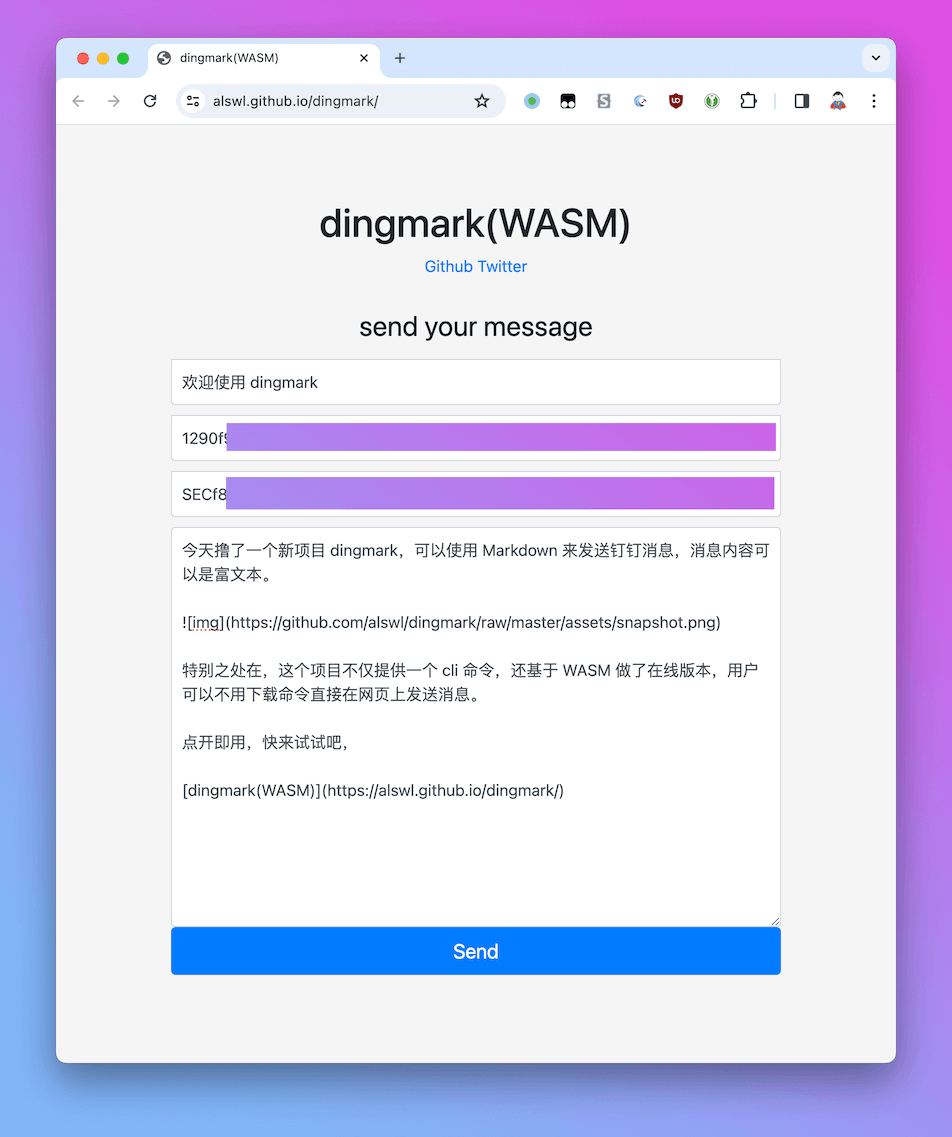 dingmark(WASM)
alswl.github.io/dingmark/
dingmark(WASM)
Github Twitter
send your message
欢迎使用 dingmark
1290f9
SECf8
今天撸了一个新项目 dingmark，可以使用 Markdown 来发送钉钉消息，消息内容可
以是富文本。
![img](https://github.com/alswl/dingmark/raw/master/assets/snapshot.png)
特别之处在，这个项目不仅提供一个 cli 命令，还基于 WASM 做了在线版本，用户
可以不用下载命令直接在网页上发送消息。
点开即用，快来试试吧，
[dingmark(WASM)](https://alswl.github.io/dingmark/)
Send